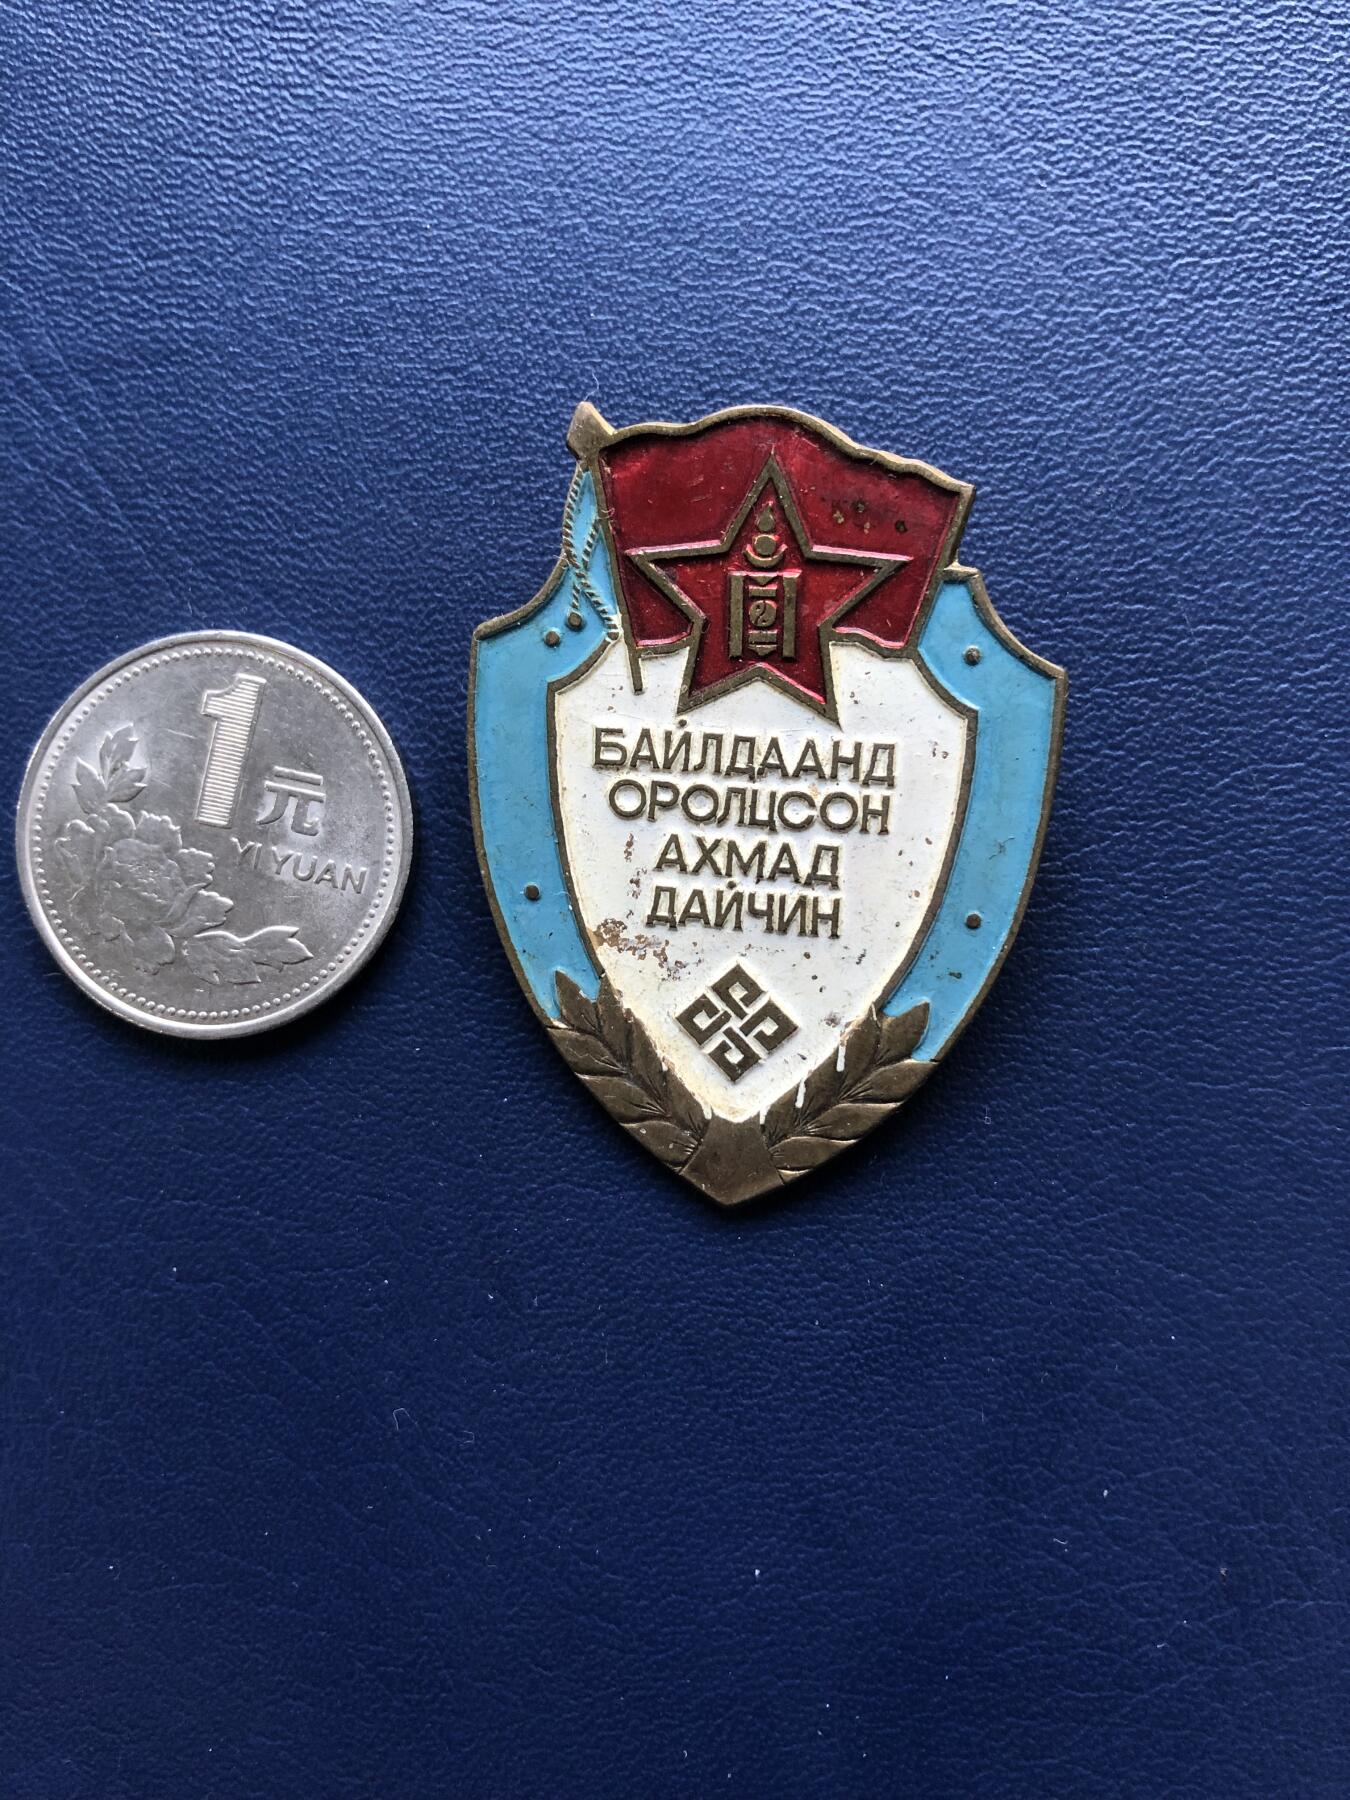 1元
YI YUAN
БАЙЛДААНД
ОРОЛЦСОН
АХМАД
ДАЙЧИН